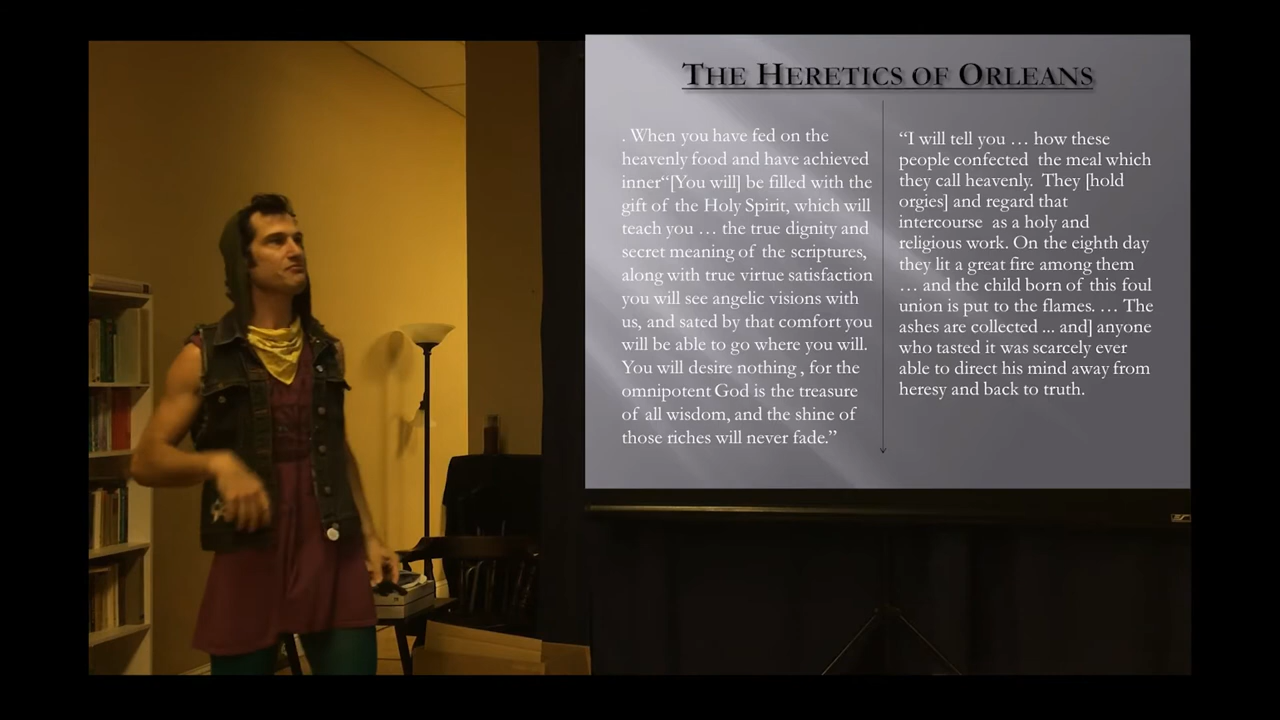 THE HERETICS OF ORLEANS
. When you have fed on the
heavenly food and have achieved
inner“[You will] be filled with the
gift of the Holy Spirit, which will
teach you … the true dignity and
secret meaning of the scriptures,
along with true virtue satisfaction
you will see angelic visions with
us, and sated by that comfort you
will be able to go where you will.
You will desire nothing , for the
omnipotent God is the treasure
of all wisdom, and the shine of
those riches will never fade.”
“I will tell you … how these
people confected the meal which
they call heavenly. They [hold
orgies] and regard that
intercourse as a holy and
religious work. On the eighth day
they lit a great fire among them
… and the child born of this foul
union is put to the flames. … The
ashes are collected ... and] anyone
who tasted it was scarcely ever
able to direct his mind away from
heresy and back to truth.